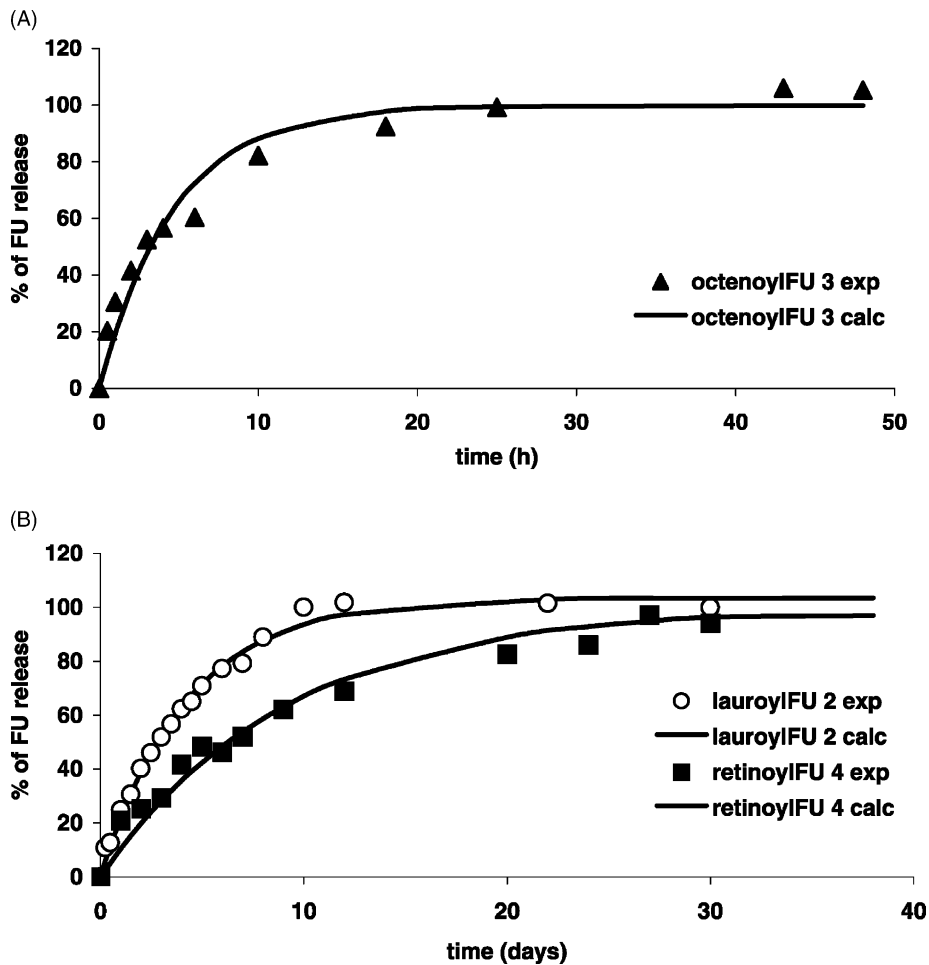 (A)
120
100
80
60
40
20
0
% of FU release
octenoylFU 3 exp
octenoylFU 3 calc
0 10 20 30 40 50
time (h)
(B)
120
100
80
60
40
20
0
% of FU release
lauroylFU 2 exp
lauroylFU 2 calc
retinoylFU 4 exp
retinoylFU 4 calc
0 10 20 30 40
time (days)